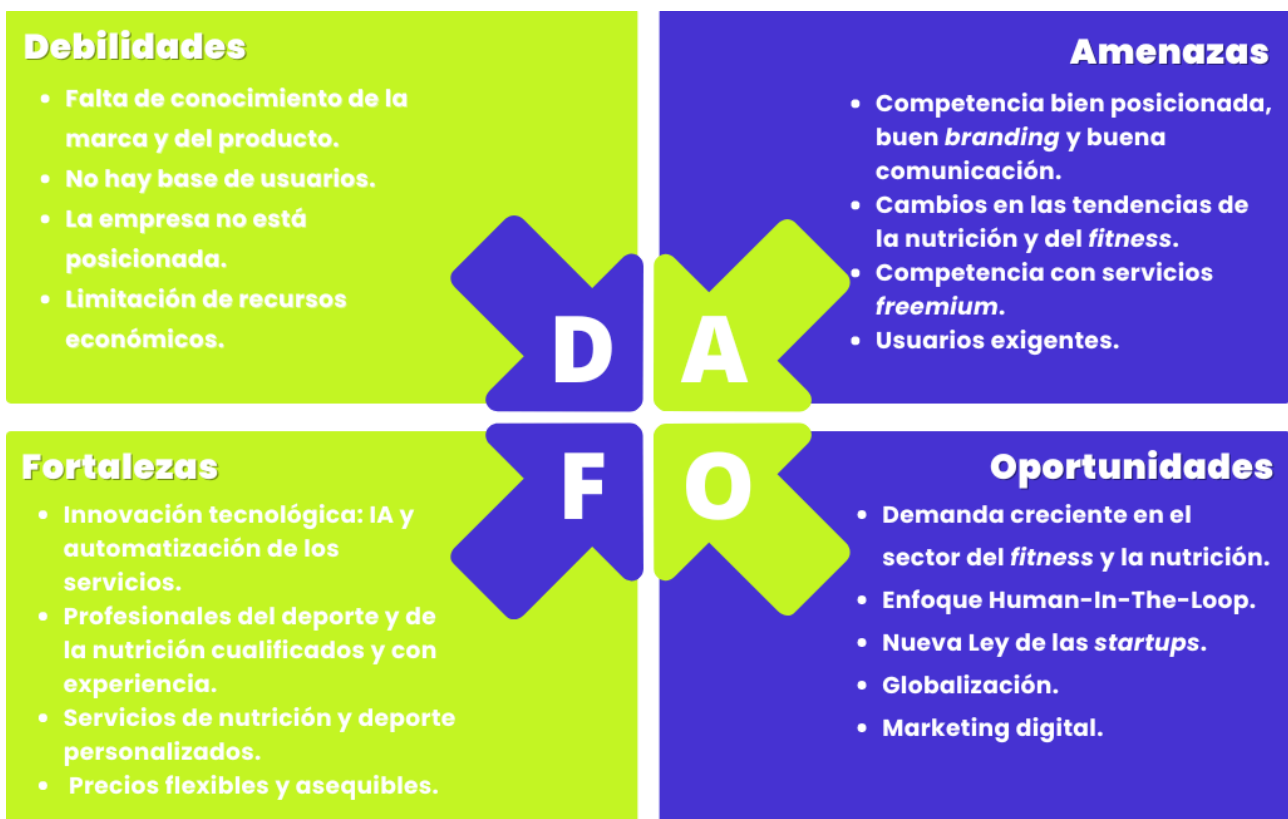 Debilidades
• Falta de conocimiento de la
marca y del producto.
• No hay base de usuarios.
• La empresa no está
posicionada.
• Limitación de recursos
económicos.
Amenazas
• Competencia bien posicionada,
buen branding y buena
comunicación.
• Cambios en las tendencias de
la nutrición y del fitness.
• Competencia con servicios
freemium.
• Usuarios exigentes.
D
A
F
O
Fortalezas
• Innovación tecnológica: IA y
automatización de los
servicios.
• Profesionales del deporte y de
la nutrición cualificados y con
experiencia.
• Servicios de nutrición y deporte
personalizados.
• Precios flexibles y asequibles.
Oportunidades
• Demanda creciente en el
sector del fitness y la nutrición.
• Enfoque Human-In-The-Loop.
• Nueva Ley de las startups.
• Globalización.
• Marketing digital.